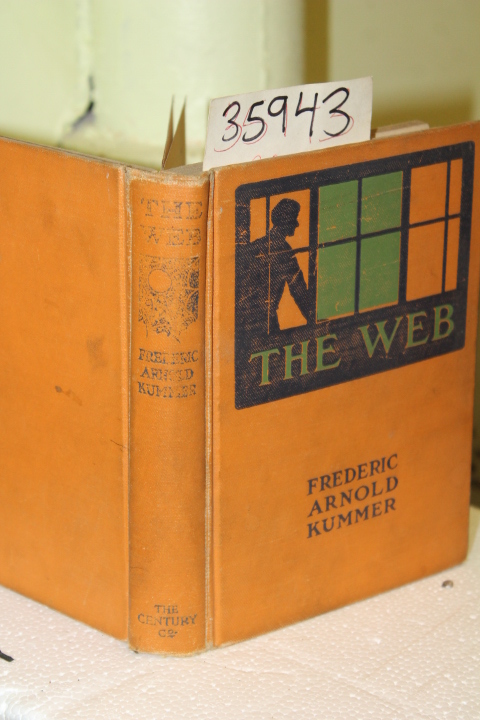 35943
THE
WEB
FREDERIC
ARNOLD
KUMMER
THE
CENTURY
CO.
THE WEB
FREDERIC
ARNOLD
KUMMER